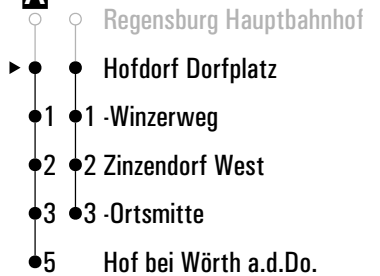 Regensburg Hauptbahnhof
Hofdorf Dorfplatz
1 1 -Winzerweg
2 2 Zinzendorf West
3 3 -Ortsmitte
5 Hof bei Wörth a.d.Do.